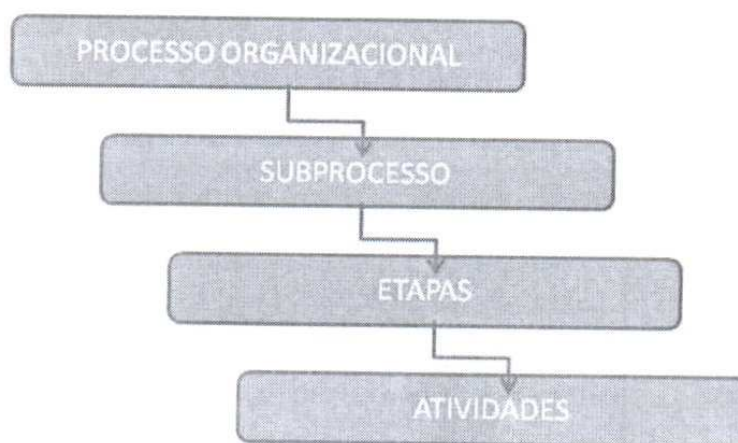 PROCESSO ORGANIZACIONAL
SUBPROCESSO
ETAPAS
ATIVIDADES